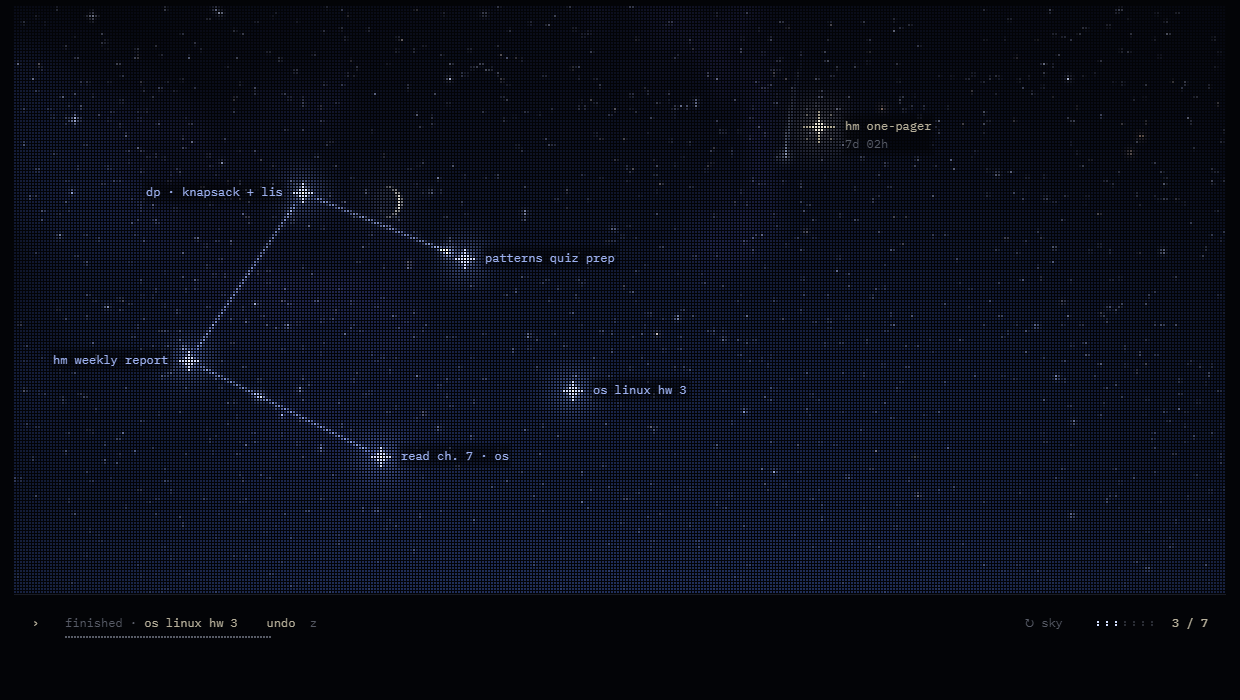 hm one-pager
7d 02h
dp · knapsack + lis
patterns quiz prep
hm weekly report
os linux hw 3
read ch. 7 · os
› finished · os linux hw 3 undo z
↻ sky 3 / 7